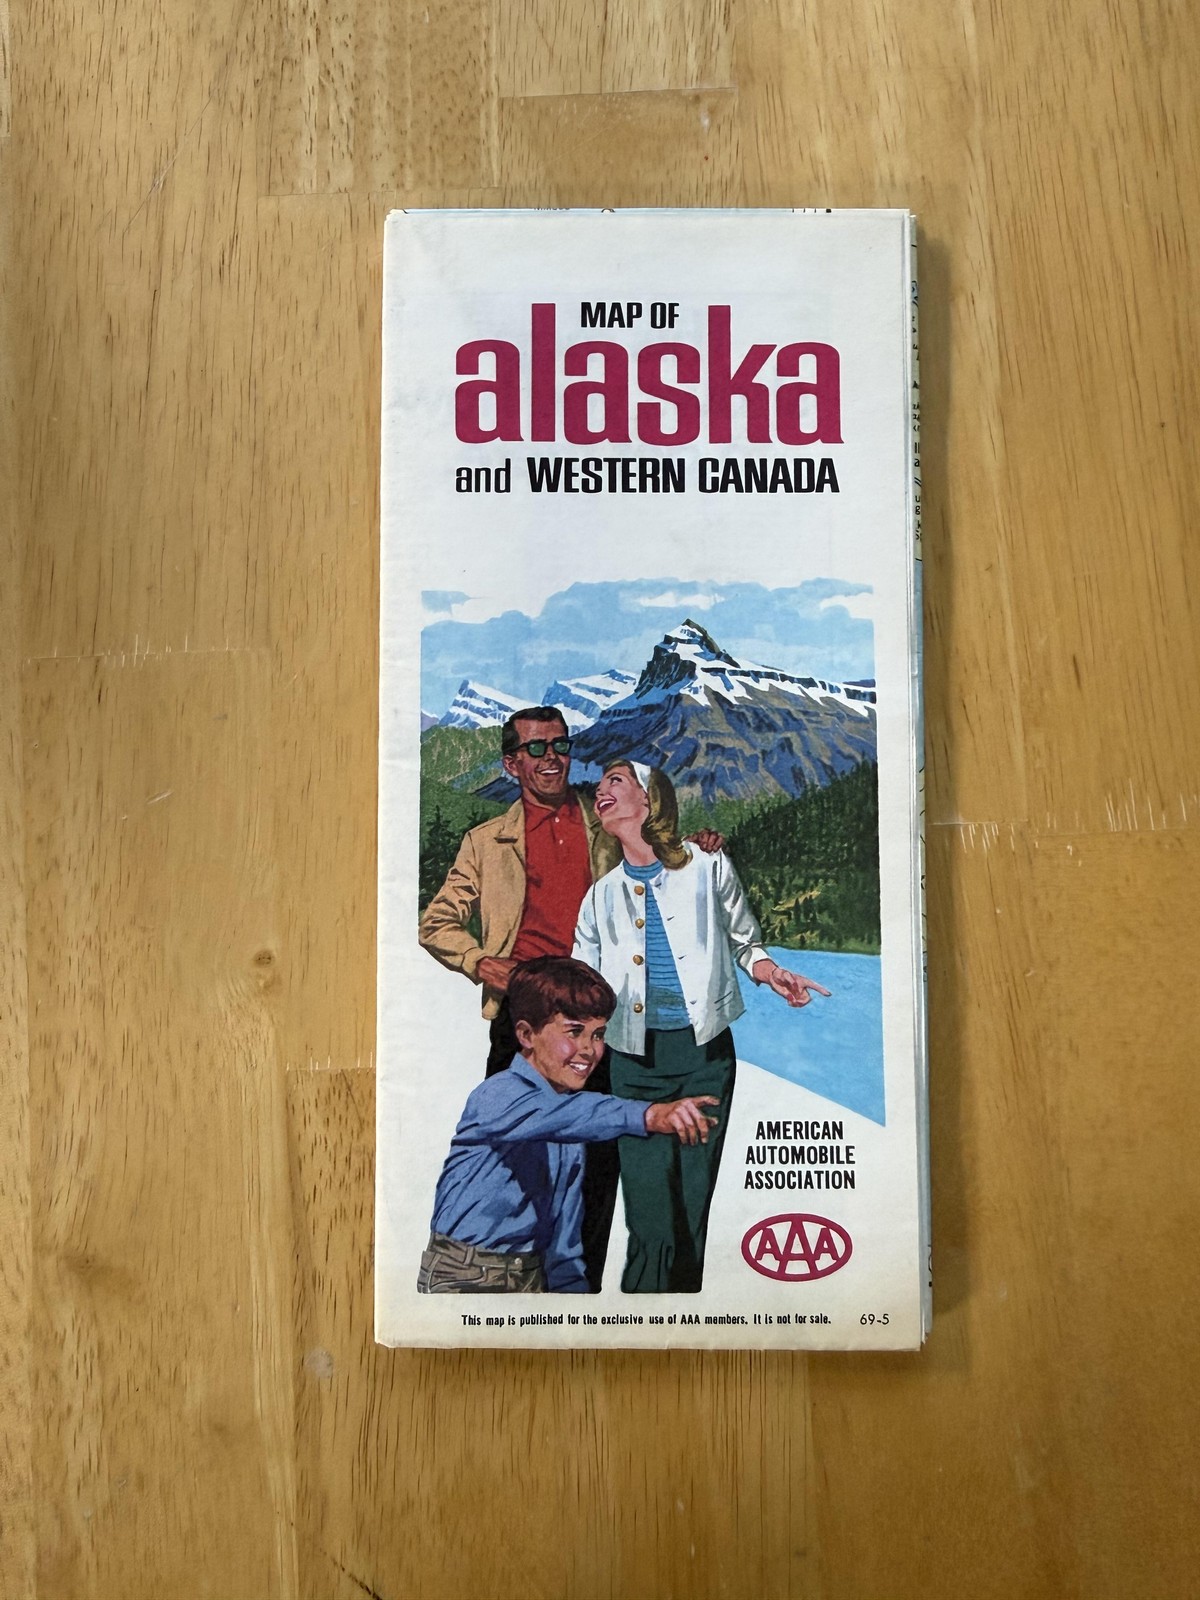 MAP OF
alaska
and WESTERN CANADA
AMERICAN
AUTOMOBILE
ASSOCIATION
AAA
This map is published for the exclusive use of AAA members. It is not for sale. 69-5